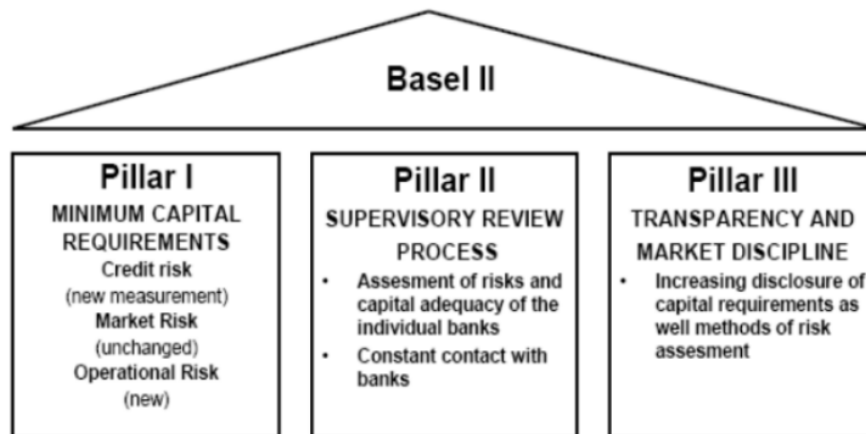 Basel II
Pillar I
MINIMUM CAPITAL
REQUIREMENTS
Credit risk
(new measurement)
Market Risk
(unchanged)
Operational Risk
(new)
Pillar II
SUPERVISORY REVIEW
PROCESS
• Assesment of risks and
capital adequacy of the
individual banks
• Constant contact with
banks
Pillar III
TRANSPARENCY AND
MARKET DISCIPLINE
• Increasing disclosure of
capital requirements as
well methods of risk
assesment